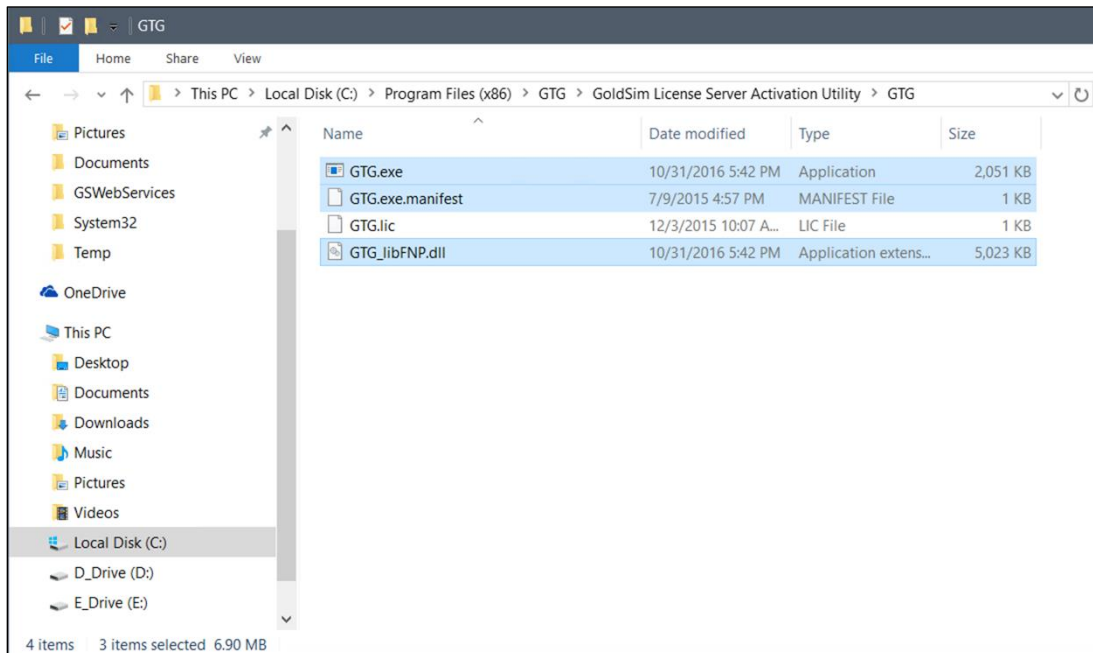 GTG
File Home Share View
This PC > Local Disk (C:) > Program Files (x86) > GTG > GoldSim License Server Activation Utility > GTG
Pictures
Documents
GSWebServices
System32
Temp
OneDrive
This PC
Desktop
Documents
Downloads
Music
Pictures
Videos
Local Disk (C:)
D_Drive (D:)
E_Drive (E:)
Name Date modified Type Size
GTG.exe 10/31/2016 5:42 PM Application 2,051 KB
GTG.exe.manifest 7/9/2015 4:57 PM MANIFEST File 1 KB
GTG.lic 12/3/2015 10:07 A... LIC File 1 KB
GTG_libFNP.dll 10/31/2016 5:42 PM Application extens... 5,023 KB
4 items 3 items selected 6.90 MB